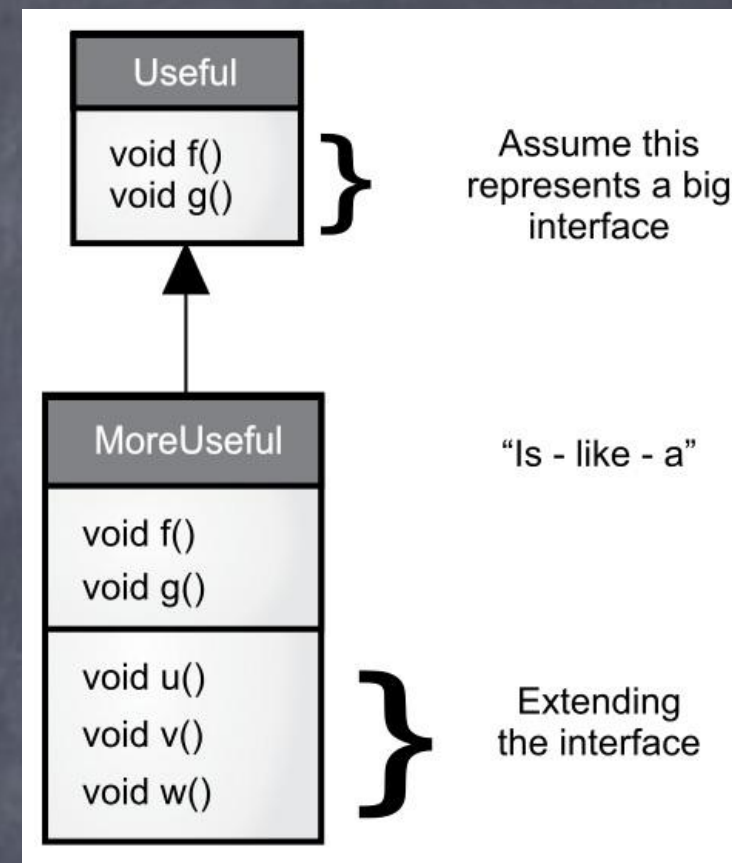 Useful
void f()
void g()
}
Assume this
represents a big
interface
MoreUseful
“Is - like - a”
void f()
void g()
void u()
void v()
void w()
}
Extending
the interface